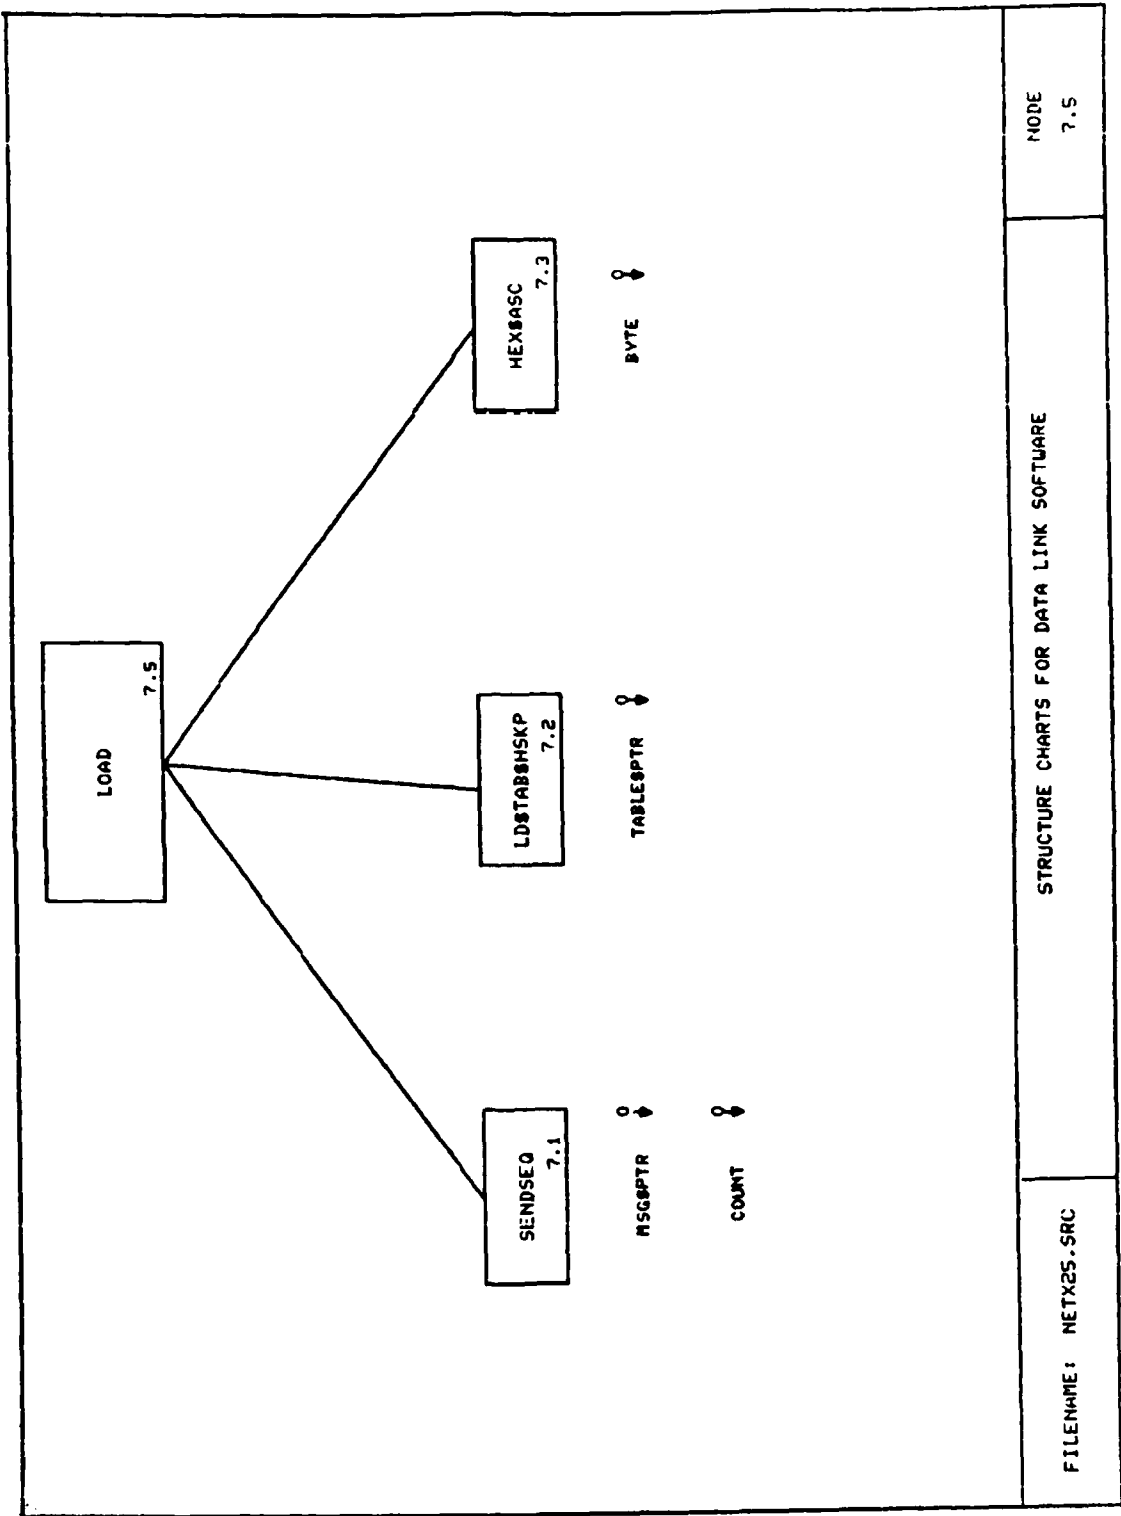 LOAD
7.5
SENDSEQ
7.1
LD$TAB$HSKP
7.2
HEX$ASC
7.3
MSG$PTR
TABLE$PTR
BYTE
COUNT
FILENAME: NETX25.SRC
STRUCTURE CHARTS FOR DATA LINK SOFTWARE
NODE
7.5